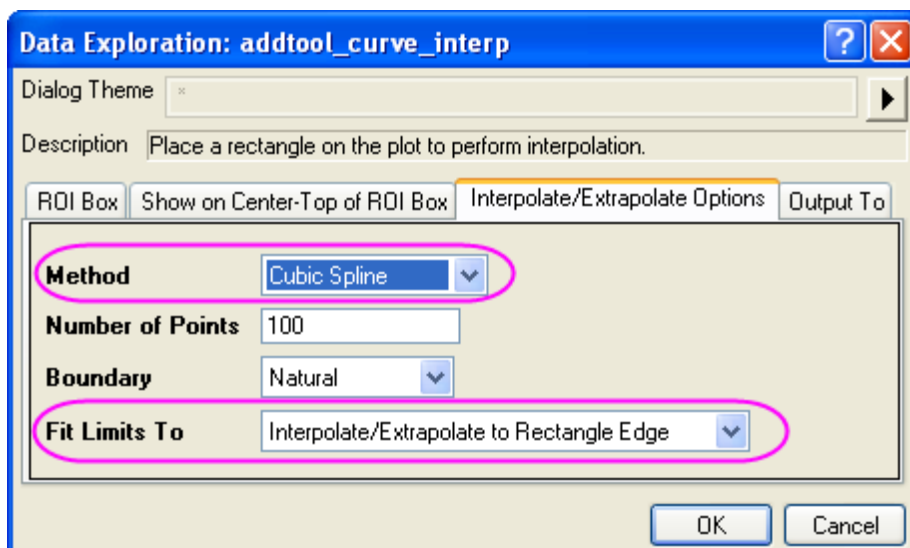 Data Exploration: addtool_curve_interp
Dialog Theme *
Description Place a rectangle on the plot to perform interpolation.
ROI Box Show on Center-Top of ROI Box Interpolate/Extrapolate Options Output To
Method Cubic Spline
Number of Points 100
Boundary Natural
Fit Limits To Interpolate/Extrapolate to Rectangle Edge
OK Cancel